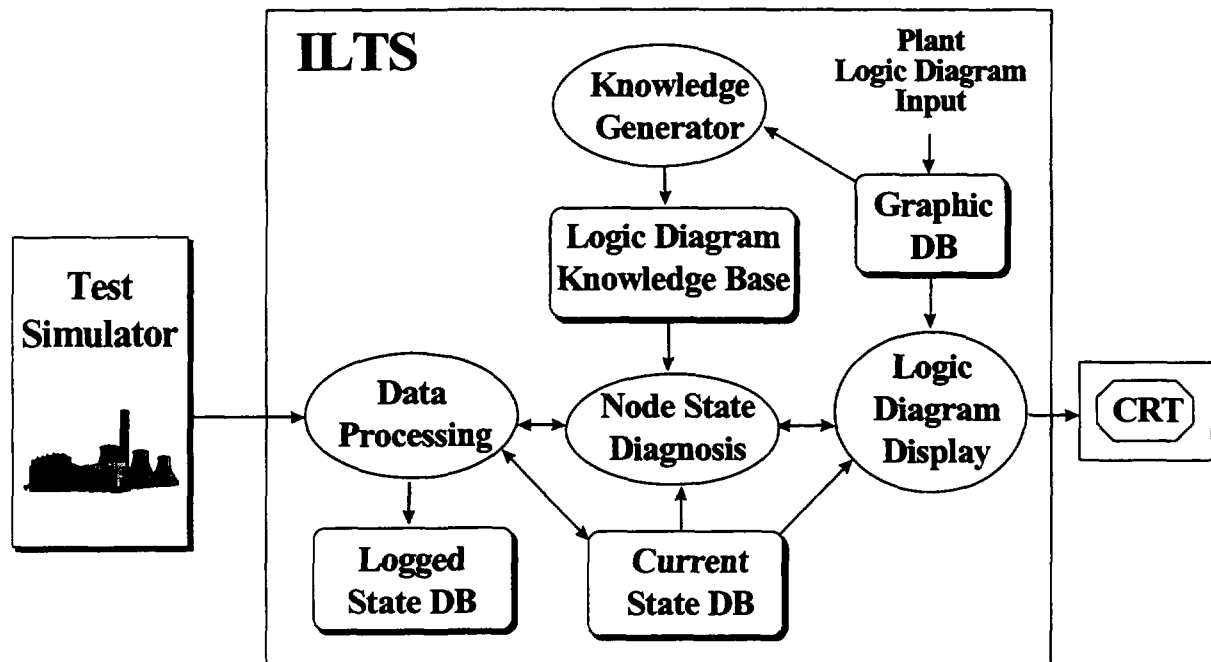 ILTS
Plant
Logic Diagram
Input
Knowledge
Generator
Graphic
DB
Logic Diagram
Knowledge Base
Test
Simulator
Data
Processing
Node State
Diagnosis
Logic
Diagram
Display
CRT
Logged
State DB
Current
State DB